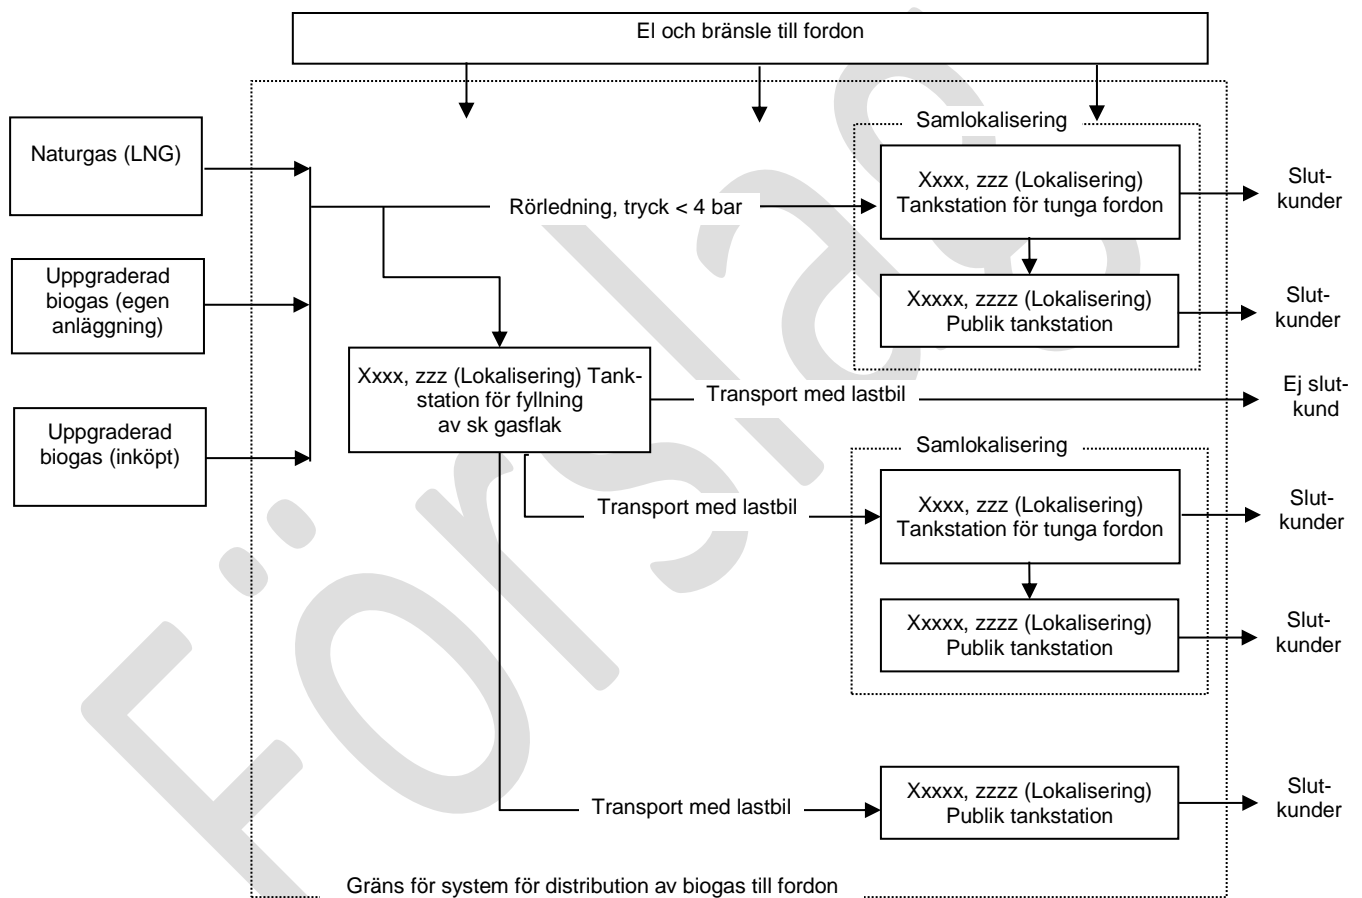 El och bränsle till fordon
Samlokalisering
Naturgas (LNG)
Xxxx, zzz (Lokalisering)
Tankstation för tunga fordon
Slut-
kunder
Rörledning, tryck < 4 bar
Uppgraderad
biogas (egen
anläggning)
Xxxxx, zzzz (Lokalisering)
Publik tankstation
Slut-
kunder
Xxxx, zzz (Lokalisering) Tank-
station för fyllning
av sk gasflak
Transport med lastbil
Ej slut-
kund
Uppgraderad
biogas (inköpt)
Samlokalisering
Transport med lastbil
Xxxx, zzz (Lokalisering)
Tankstation för tunga fordon
Slut-
kunder
Xxxxx, zzzz (Lokalisering)
Publik tankstation
Slut-
kunder
Transport med lastbil
Xxxxx, zzzz (Lokalisering)
Publik tankstation
Slut-
kunder
Gräns för system för distribution av biogas till fordon
Förslag